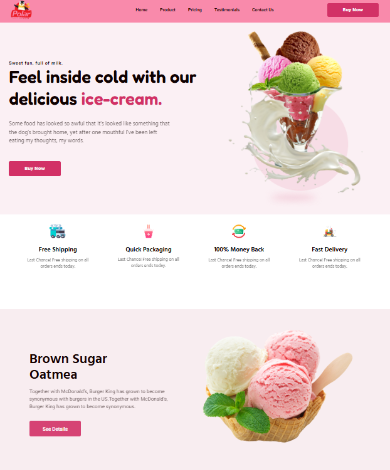 Home Product Pricing Testimonials Contact Us Buy Now
Sweet fun, full of milk.
Feel inside cold with our
delicious ice-cream.
Some food has looked so awful that it's looked like something that
the dog's brought home, yet after one mouthful I've been left
eating my thoughts, my words.
Buy Now
Free Shipping
Last Chance! Free shipping on all
orders ends today.
Quick Packaging
Last Chance! Free shipping on all
orders ends today.
100% Money Back
Last Chance! Free shipping on all
orders ends today.
Fast Delivery
Last Chance! Free shipping on all
orders ends today.
Brown Sugar
Oatmea
Together with McDonald's, Burger King has grown to become
synonymous with burgers in the US. Together with McDonald's,
Burger King has grown to become synonymous.
See Details